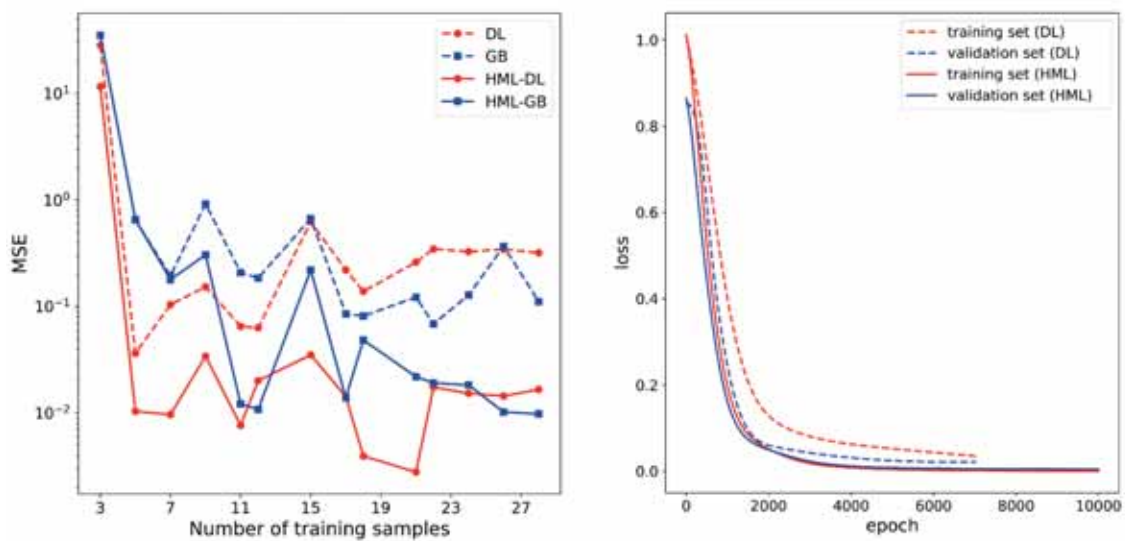 DL
GB
HML-DL
HML-GB
10¹
10⁰
10⁻¹
10⁻²
MSE
3 7 11 15 19 23 27
Number of training samples
training set (DL)
validation set (DL)
training set (HML)
validation set (HML)
1.0
0.8
0.6
0.4
0.2
0.0
loss
0 2000 4000 6000 8000 10000
epoch